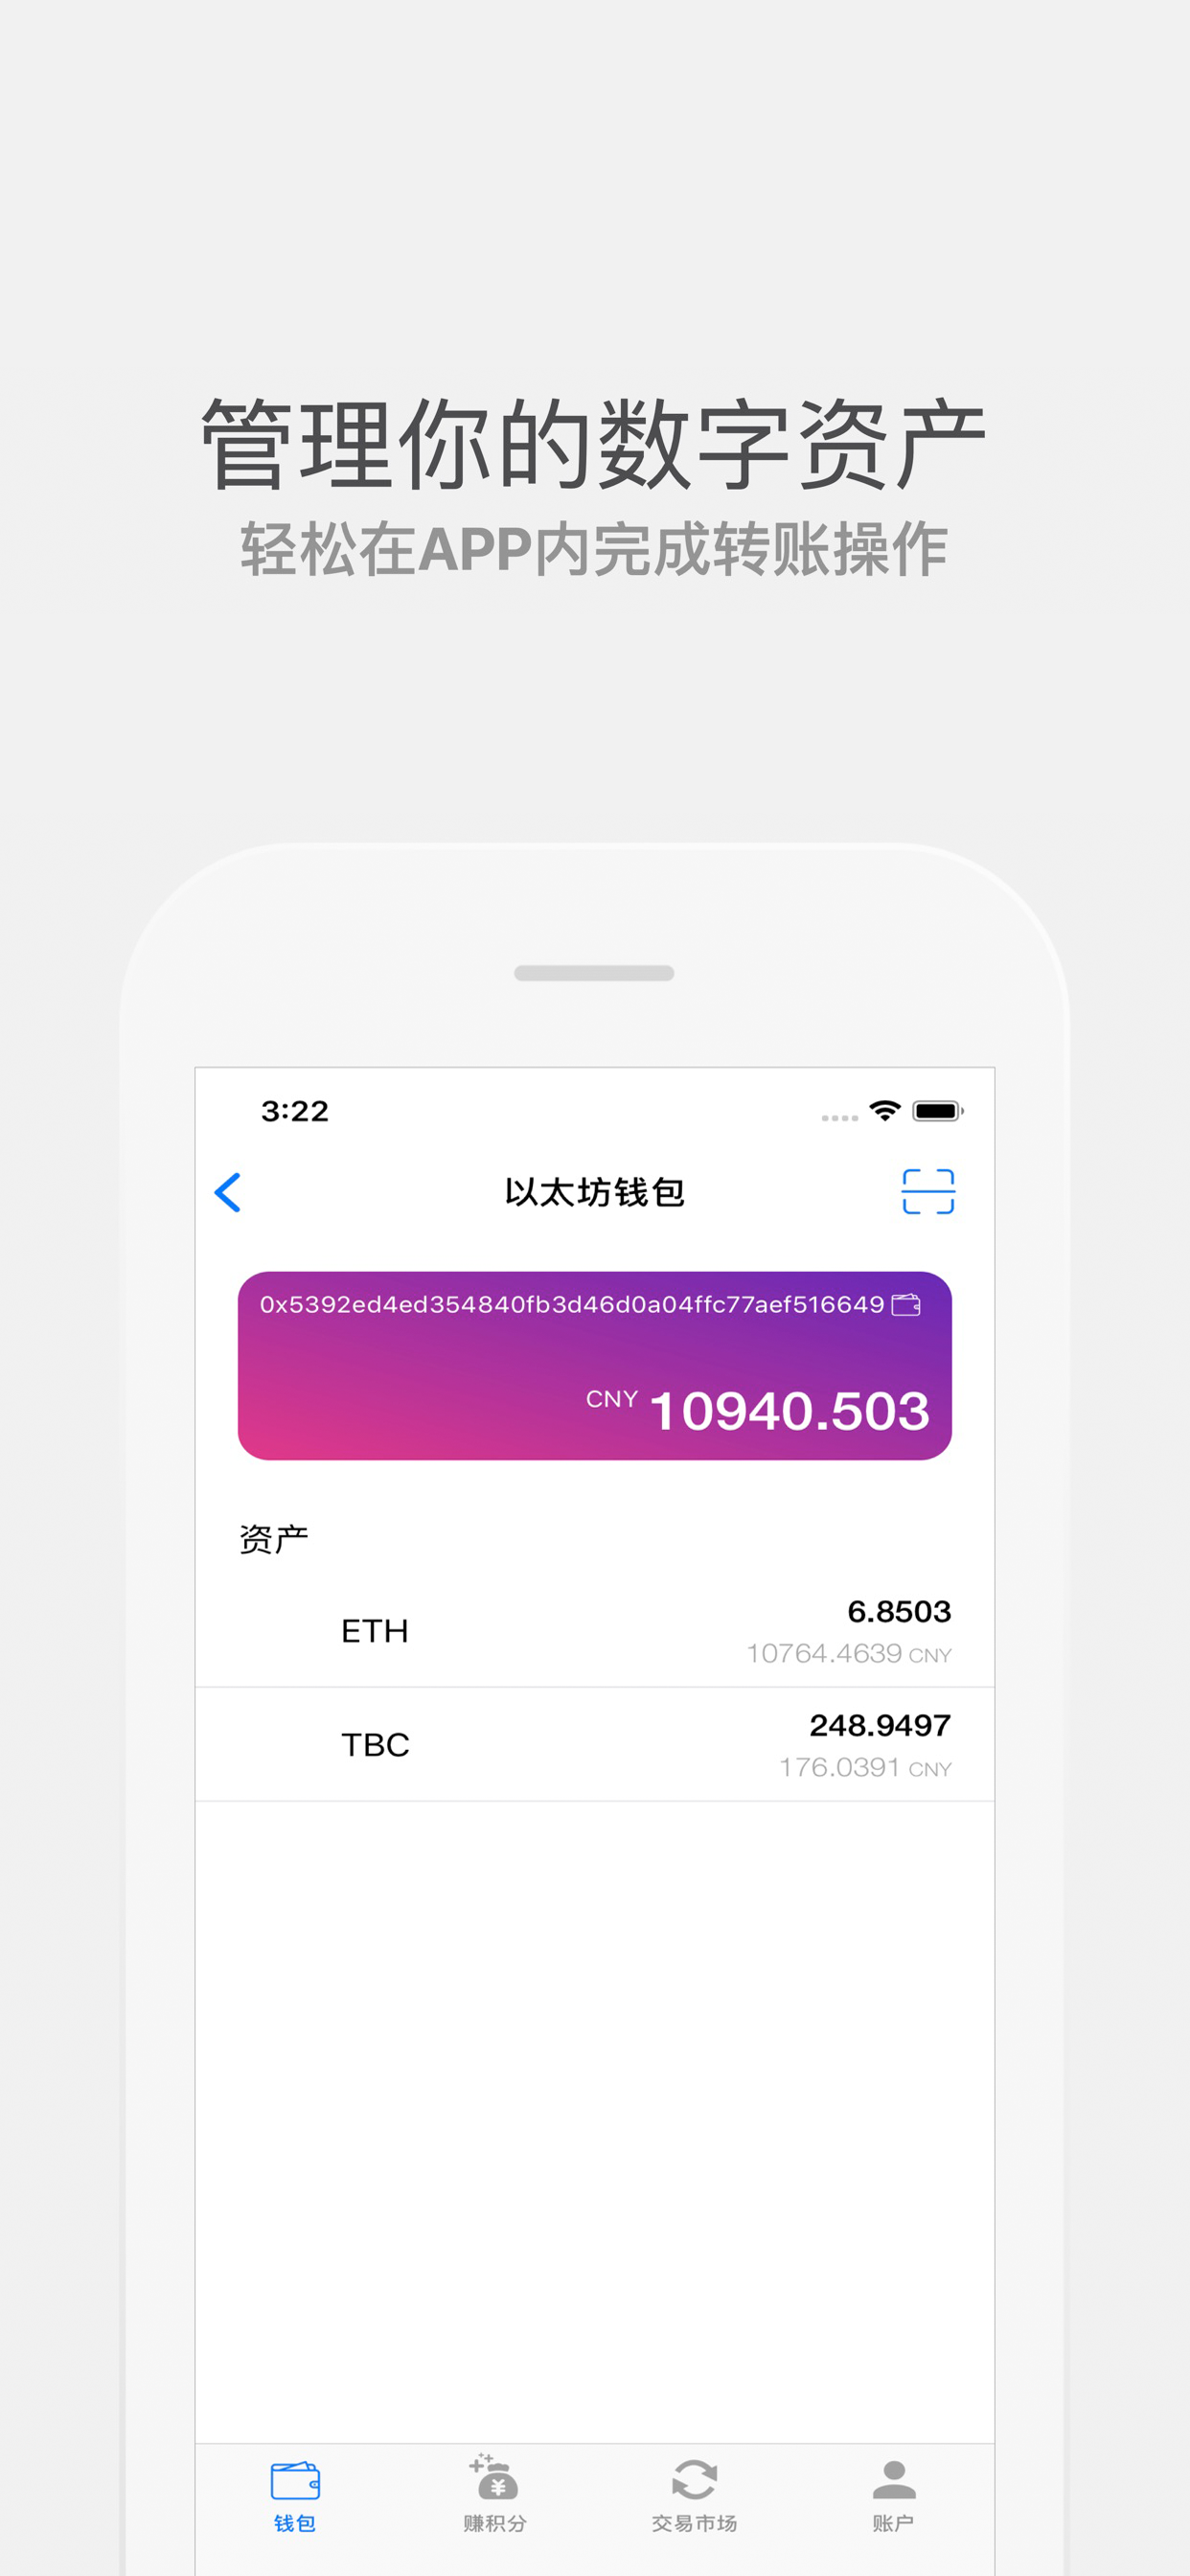 管理你的数字资产
轻松在APP内完成转账操作
3:22
以太坊钱包
0x5392ed4ed354840fb3d46d0a04ffc77aef516649
CNY 10940.503
资产
ETH
6.8503
10764.4639 CNY
TBC
248.9497
176.0391 CNY
钱包
赚积分
交易市场
账户